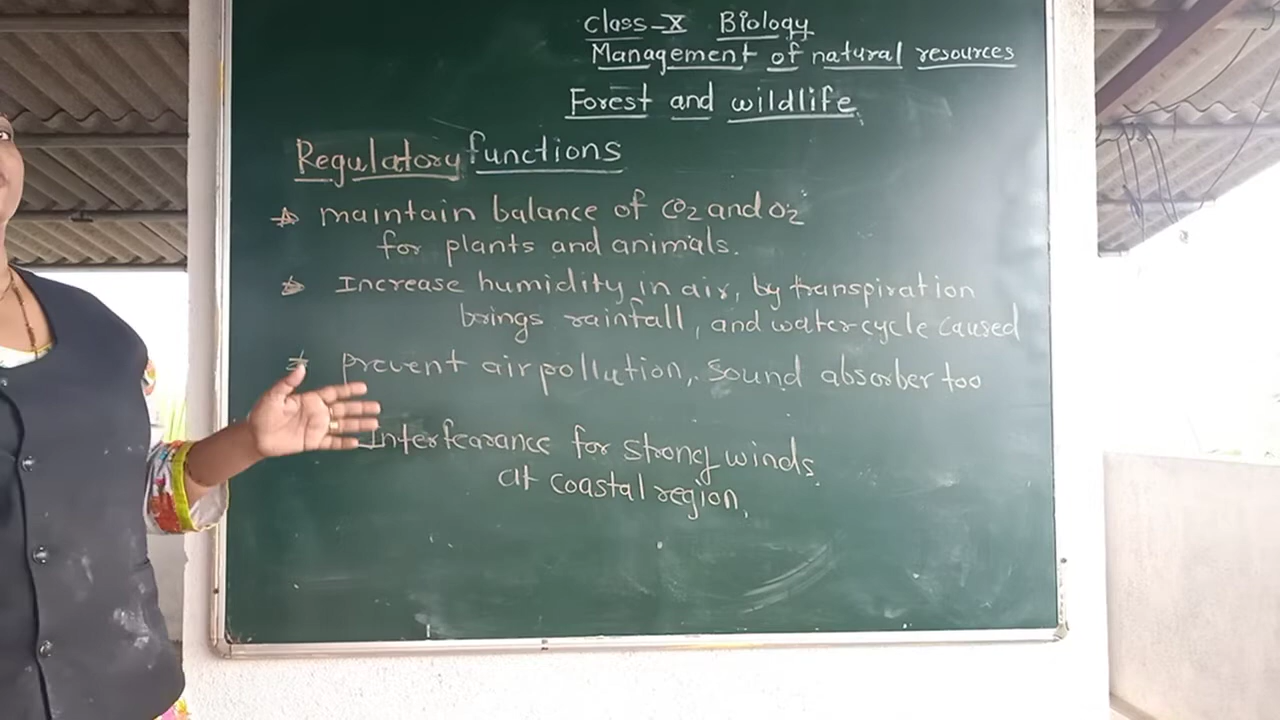 Class-X Biology
Management of natural resources
Forest and wildlife
Regulatory functions
maintain balance of CO2 and O2
for plants and animals.
Increase humidity in air, by transpiration
brings rainfall, and water cycle caused
prevent air pollution, Sound absorber too
Interfearance for strong winds
at coastal region,